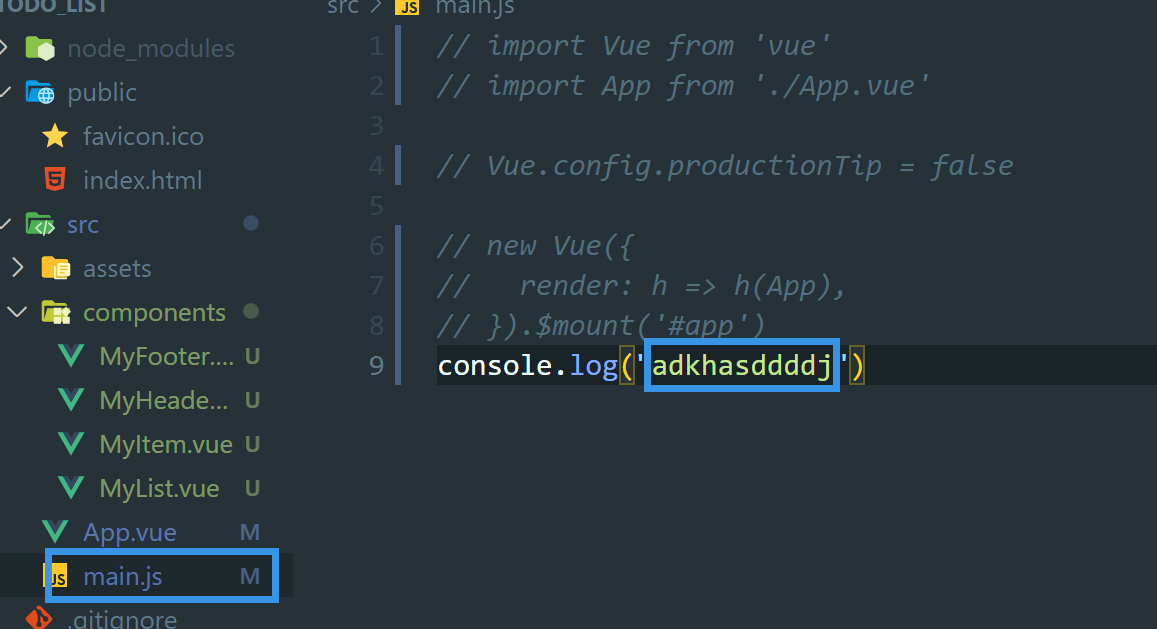 TODO_LIST
node_modules
public
favicon.ico
index.html
src
assets
components
MyFooter.... U
MyHeade... U
MyItem.vue U
MyList.vue U
App.vue M
JS main.js M
.gitignore
src > JS main.js
1 // import Vue from 'vue'
2 // import App from './App.vue'
3
4 // Vue.config.productionTip = false
5
6 // new Vue({
7 //   render: h => h(App),
8 // }).$mount('#app')
9 console.log('adkhasddddj')